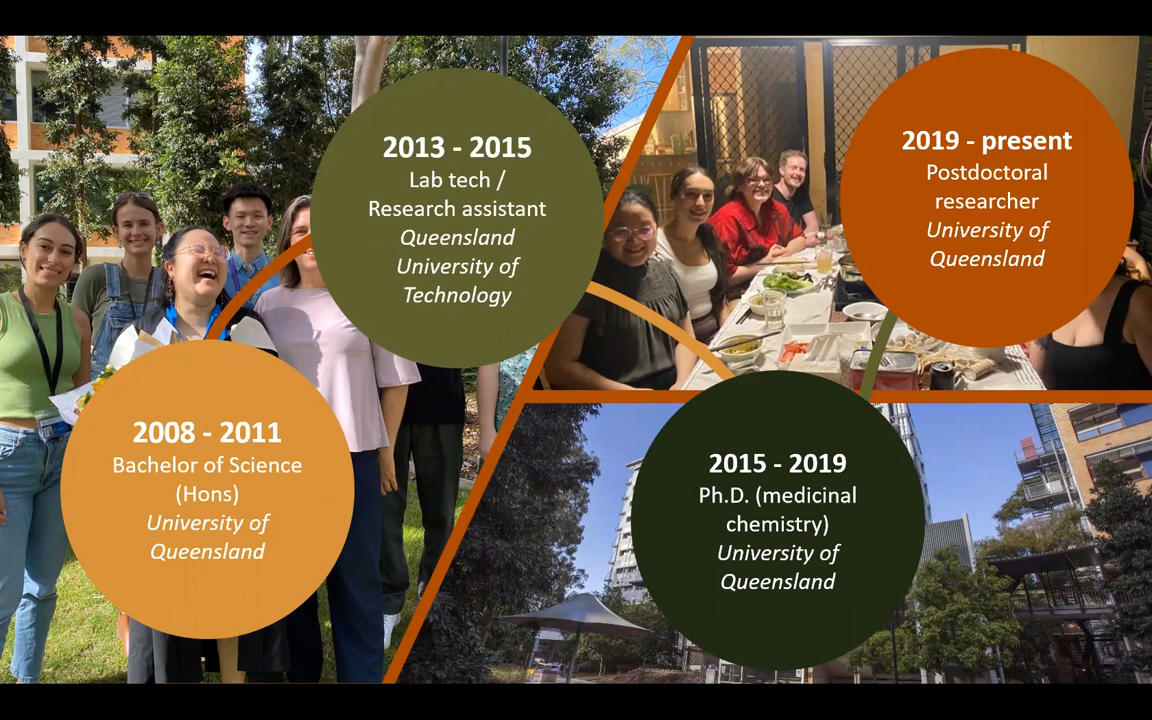 2008 - 2011
Bachelor of Science
(Hons)
University of
Queensland
2013 - 2015
Lab tech /
Research assistant
Queensland
University of
Technology
2015 - 2019
Ph.D. (medicinal
chemistry)
University of
Queensland
2019 - present
Postdoctoral
researcher
University of
Queensland